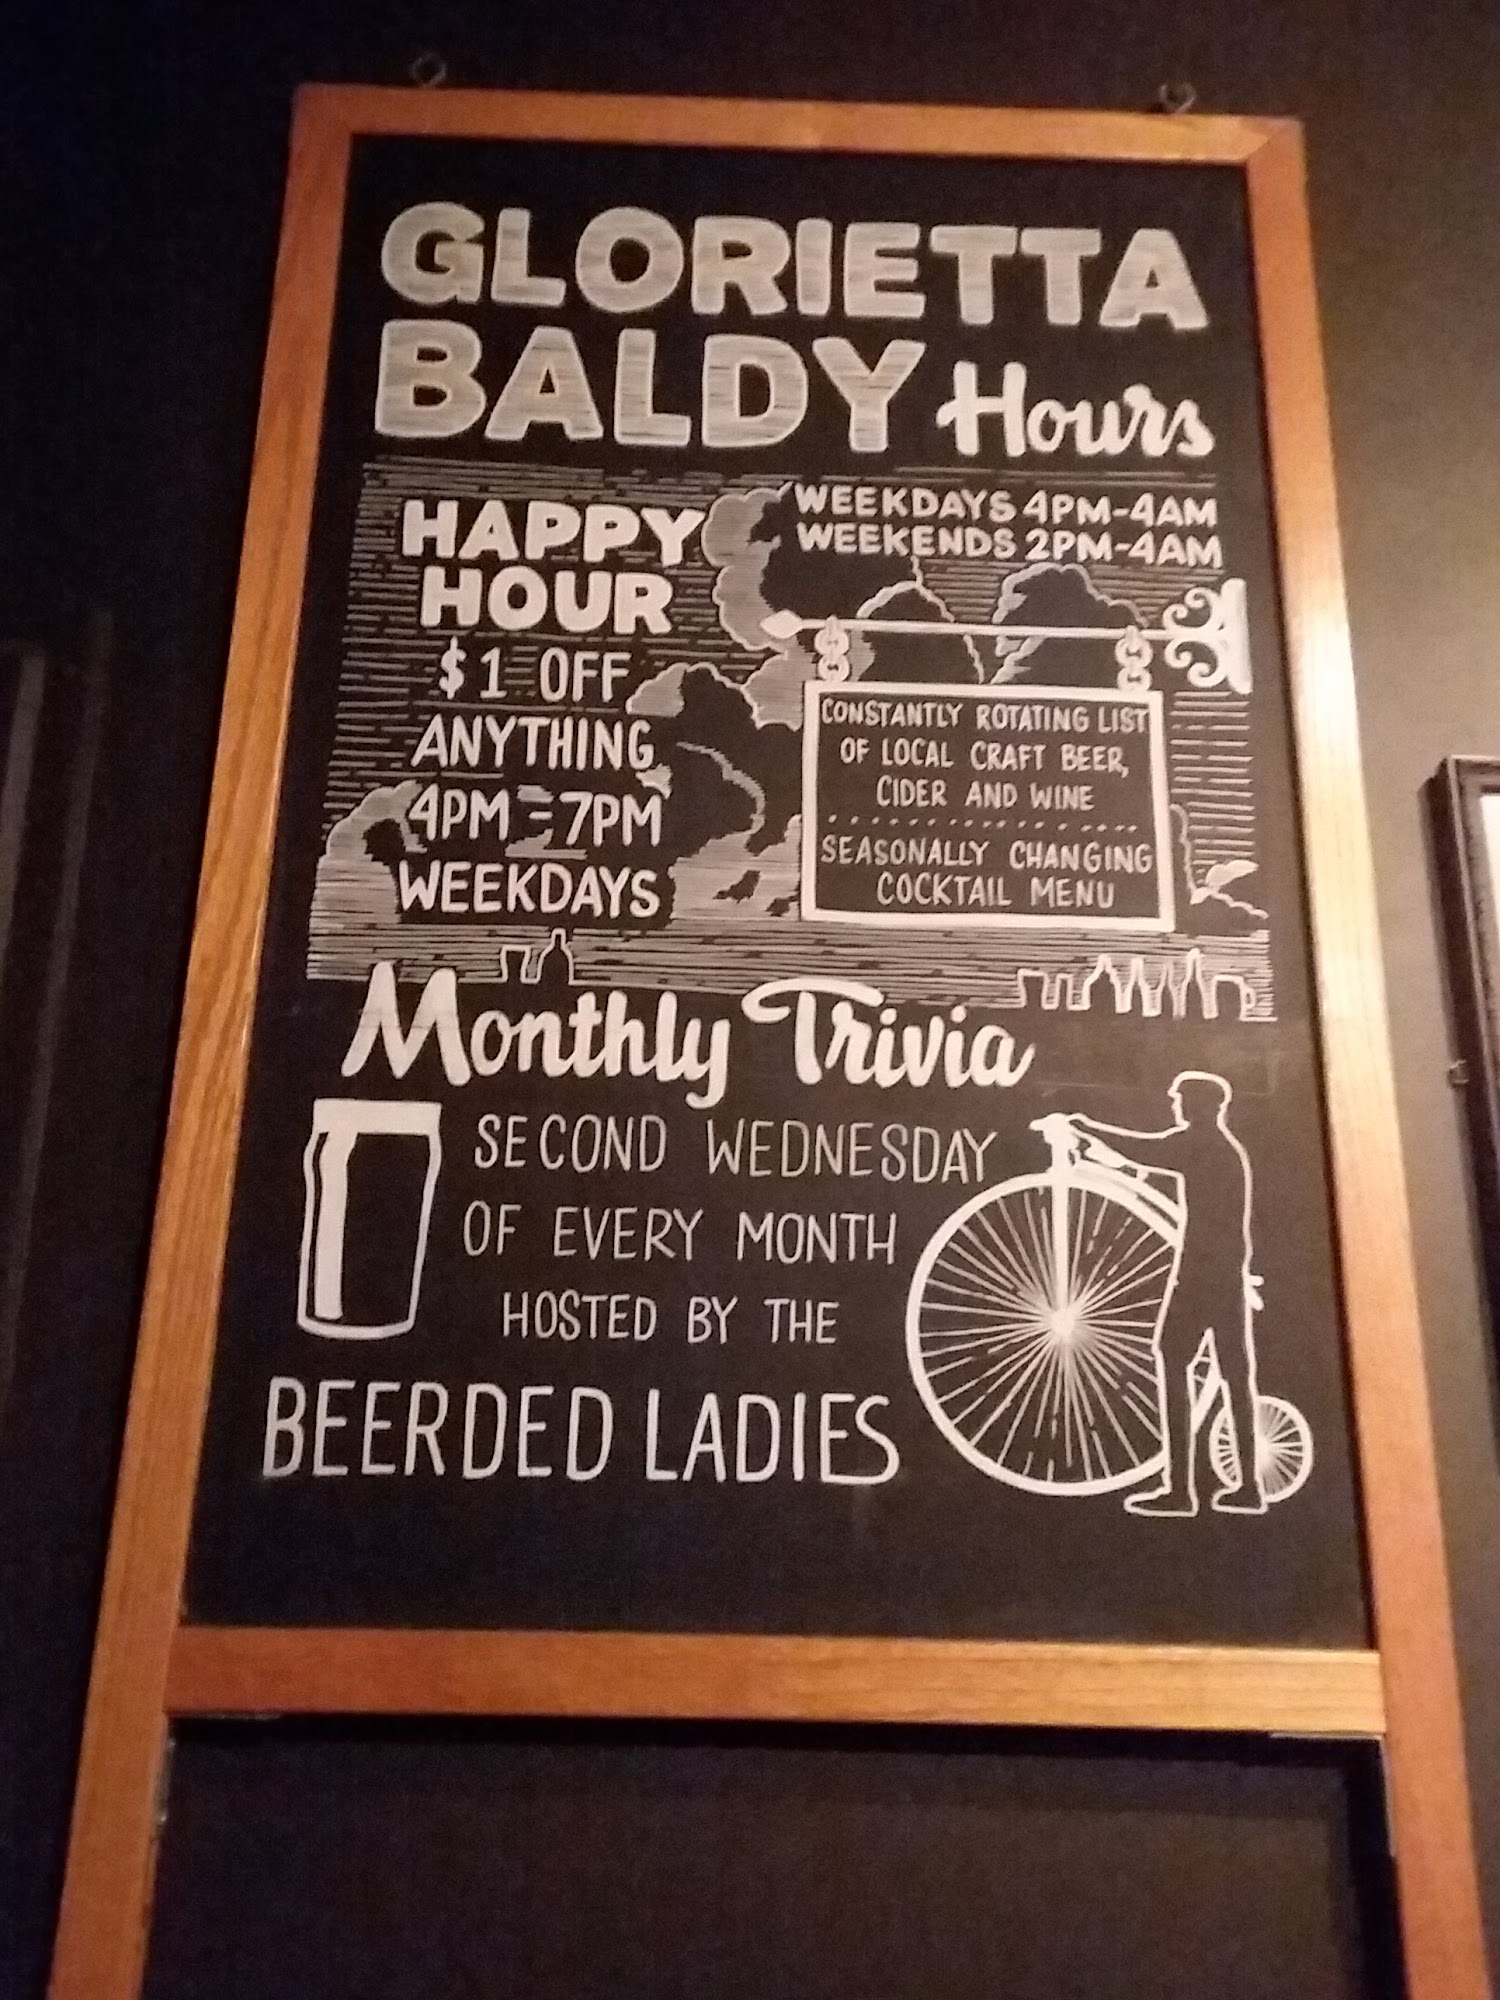 GLORIETTA
BALDY Hours
WEEKDAYS 4PM-4AM
WEEKENDS 2PM-4AM
HAPPY
HOUR
$1 OFF
ANYTHING
4PM - 7PM
WEEKDAYS
CONSTANTLY ROTATING LIST
OF LOCAL CRAFT BEER,
CIDER AND WINE
SEASONALLY CHANGING
COCKTAIL MENU
Monthly Trivia
SECOND WEDNESDAY
OF EVERY MONTH
HOSTED BY THE
BEERDED LADIES